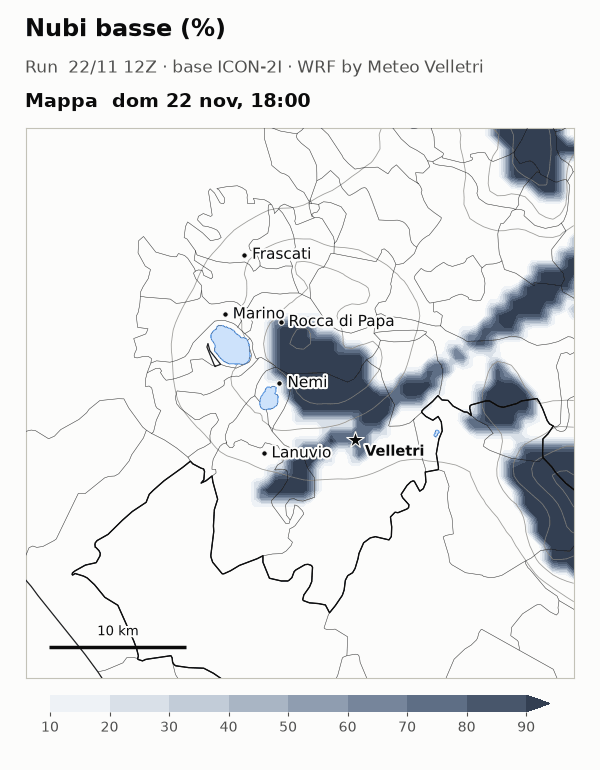 Nubi basse (%)
Run  22/11 12Z · base ICON-2I · WRF by Meteo Velletri
Mappa  dom 22 nov, 18:00
Frascati
Marino
Rocca di Papa
Nemi
Velletri
Lanuvio
10 km
10 20 30 40 50 60 70 80 90